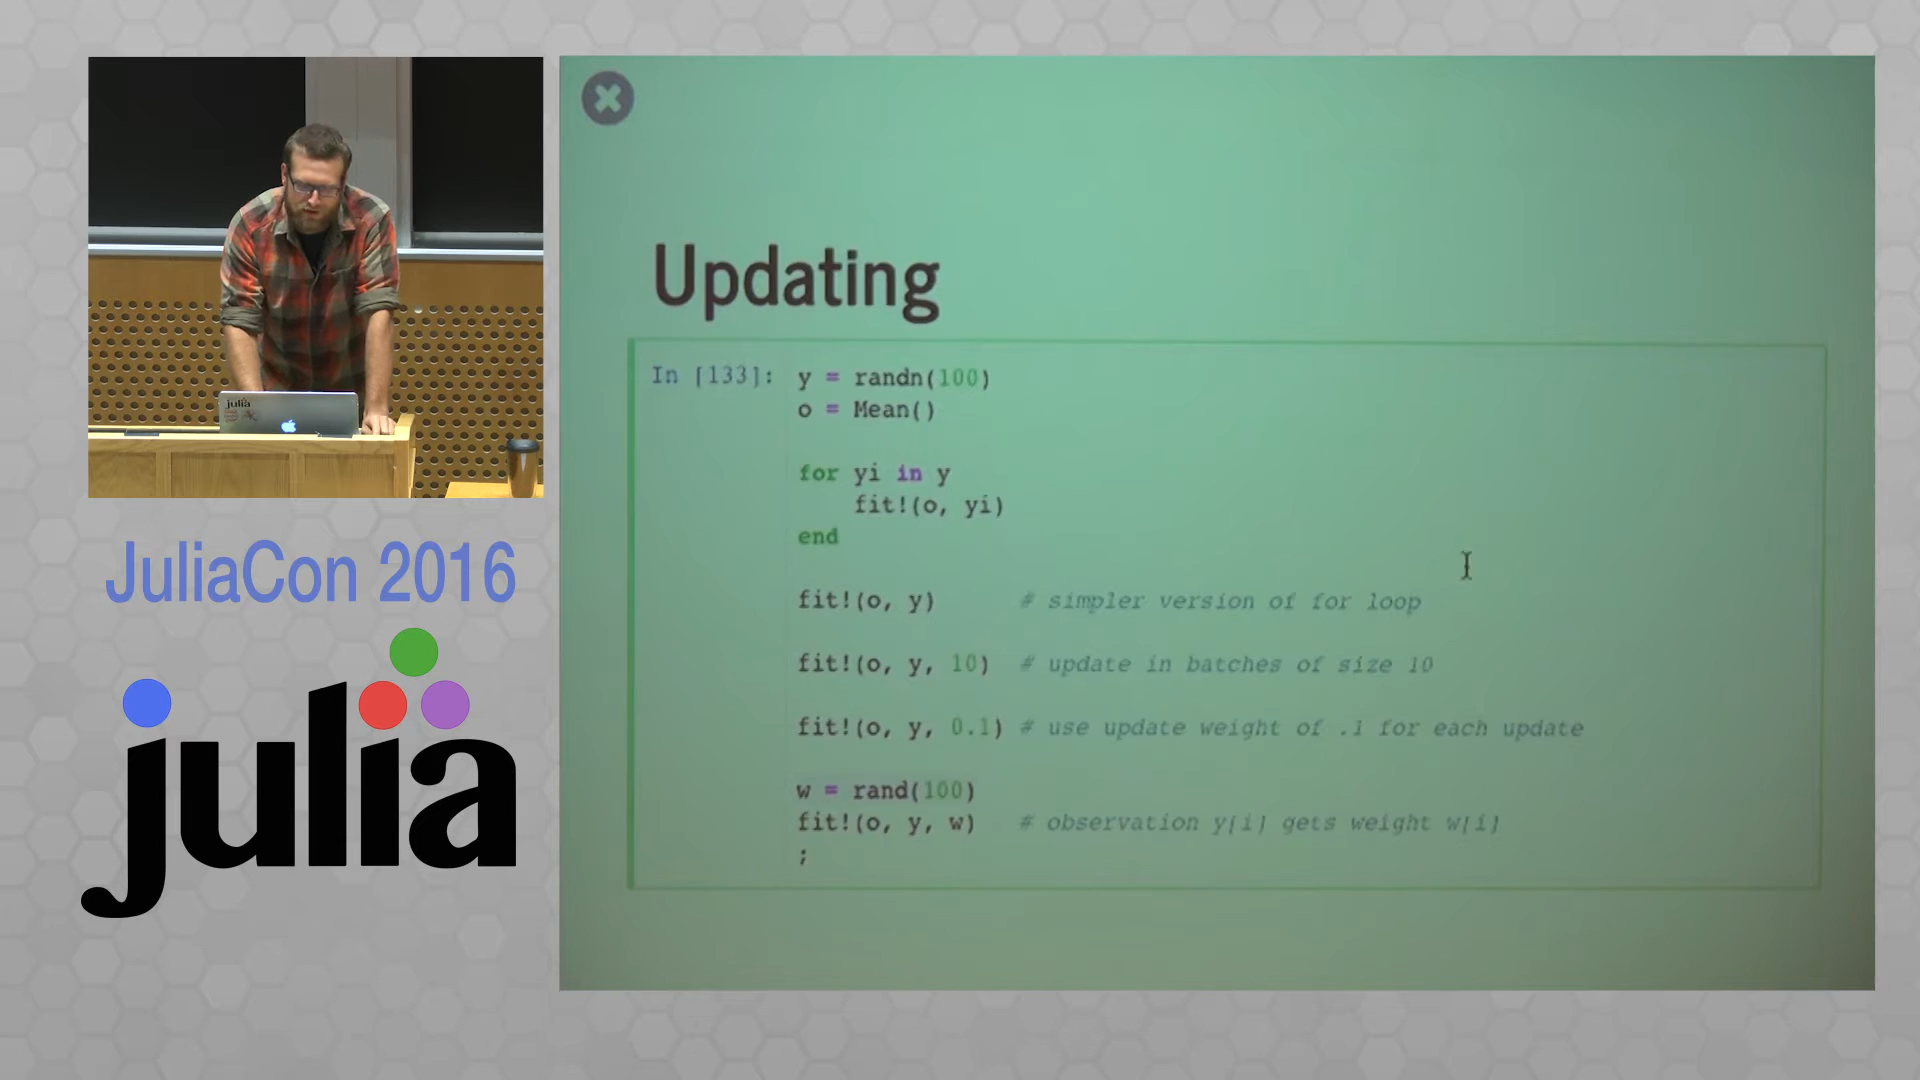 Updating
In [133]: y = randn(100)
o = Mean()
for yi in y
fit!(o, yi)
end
fit!(o, y) # simpler version of for loop
fit!(o, y, 10) # update in batches of size 10
fit!(o, y, 0.1) # use update weight of .1 for each update
w = rand(100)
fit!(o, y, w) # observation y[i] gets weight w[i]
;
julia
JuliaCon 2016
julia